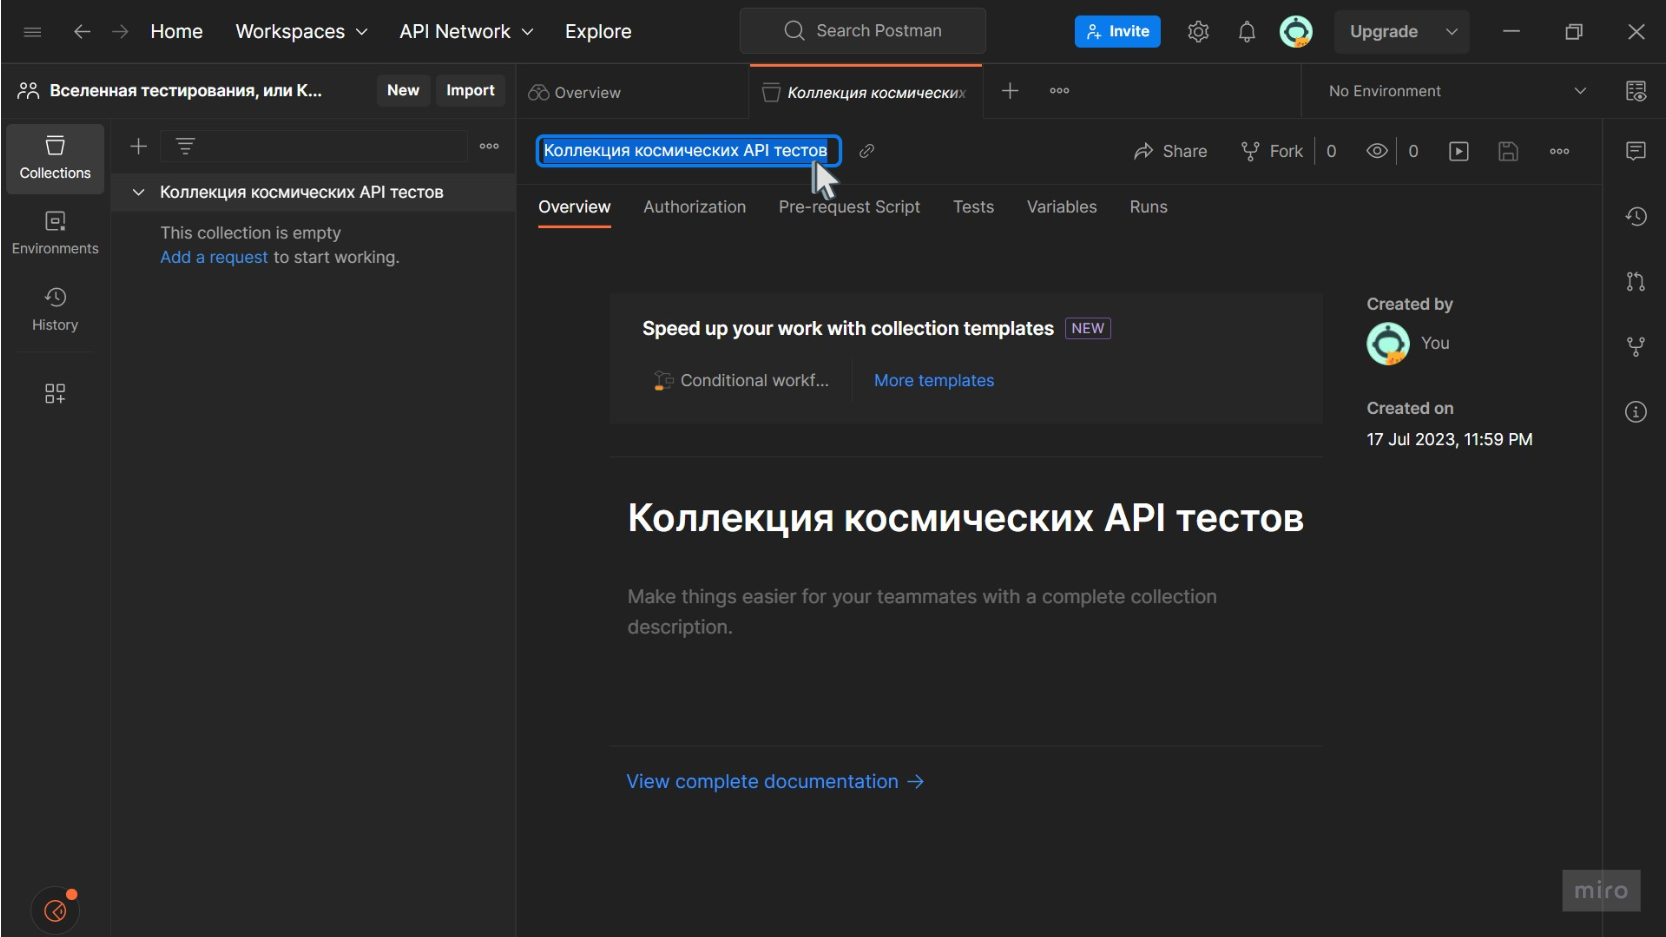 Home Workspaces API Network Explore Search Postman Invite Upgrade
Вселенная тестирования, или К... New Import Overview Коллекция космических No Environment
Collections
Environments
History
Коллекция космических API тестов
This collection is empty
Add a request to start working.
Коллекция космических API тестов Share Fork 0 0
Overview Authorization Pre-request Script Tests Variables Runs
Speed up your work with collection templates NEW
Conditional workf... More templates
Created by
You
Created on
17 Jul 2023, 11:59 PM
Коллекция космических API тестов
Make things easier for your teammates with a complete collection
description.
View complete documentation →
miro